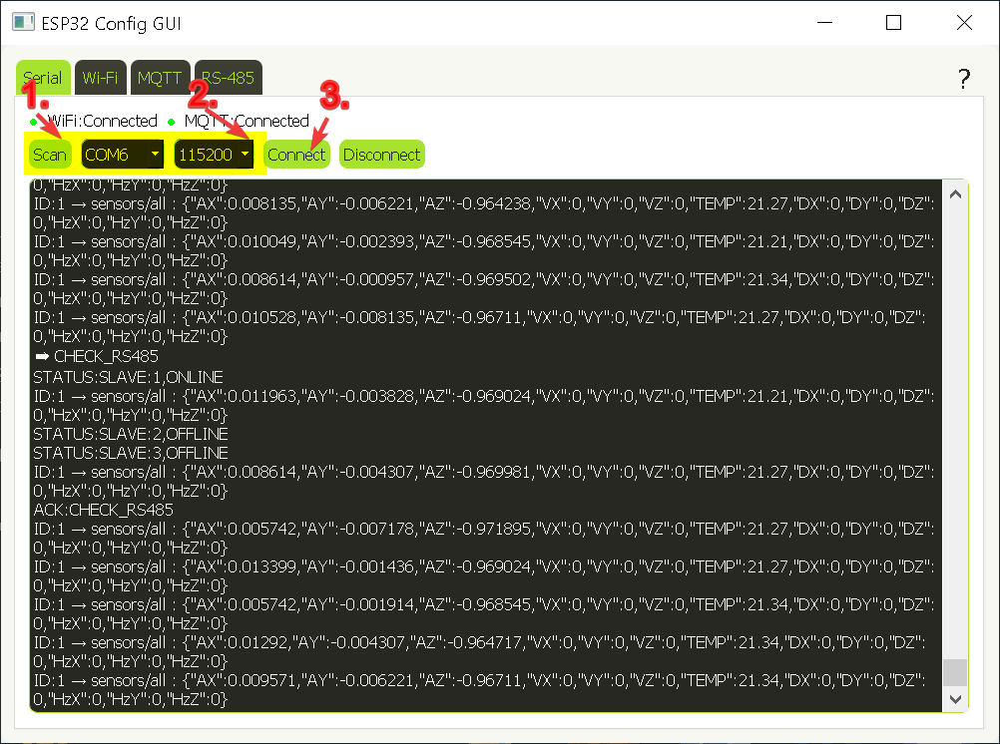 ESP32 Config GUI
Serial Wi-Fi MQTT RS-485 ?
1. 2. 3.
WiFi:Connected MQTT:Connected
Scan COM6 115200 Connect Disconnect
0,"HzX":0,"HzY":0,"HzZ":0}
ID:1 → sensors/all : {"AX":0.008135,"AY":-0.006221,"AZ":-0.964238,"VX":0,"VY":0,"VZ":0,"TEMP":21.27,"DX":0,"DY":0,"DZ":
0,"HzX":0,"HzY":0,"HzZ":0}
ID:1 → sensors/all : {"AX":0.010049,"AY":-0.002393,"AZ":-0.968545,"VX":0,"VY":0,"VZ":0,"TEMP":21.21,"DX":0,"DY":0,"DZ":
0,"HzX":0,"HzY":0,"HzZ":0}
ID:1 → sensors/all : {"AX":0.008614,"AY":-0.000957,"AZ":-0.969502,"VX":0,"VY":0,"VZ":0,"TEMP":21.34,"DX":0,"DY":0,"DZ":
0,"HzX":0,"HzY":0,"HzZ":0}
ID:1 → sensors/all : {"AX":0.010528,"AY":-0.008135,"AZ":-0.96711,"VX":0,"VY":0,"VZ":0,"TEMP":21.27,"DX":0,"DY":0,"DZ":
0,"HzX":0,"HzY":0,"HzZ":0}
➡ CHECK_RS485
STATUS:SLAVE:1,ONLINE
ID:1 → sensors/all : {"AX":0.011963,"AY":-0.003828,"AZ":-0.969024,"VX":0,"VY":0,"VZ":0,"TEMP":21.21,"DX":0,"DY":0,"DZ":
0,"HzX":0,"HzY":0,"HzZ":0}
STATUS:SLAVE:2,OFFLINE
STATUS:SLAVE:3,OFFLINE
ID:1 → sensors/all : {"AX":0.008614,"AY":-0.004307,"AZ":-0.969981,"VX":0,"VY":0,"VZ":0,"TEMP":21.27,"DX":0,"DY":0,"DZ":
0,"HzX":0,"HzY":0,"HzZ":0}
ACK:CHECK_RS485
ID:1 → sensors/all : {"AX":0.005742,"AY":-0.007178,"AZ":-0.971895,"VX":0,"VY":0,"VZ":0,"TEMP":21.27,"DX":0,"DY":0,"DZ":
0,"HzX":0,"HzY":0,"HzZ":0}
ID:1 → sensors/all : {"AX":0.013399,"AY":-0.001436,"AZ":-0.969024,"VX":0,"VY":0,"VZ":0,"TEMP":21.27,"DX":0,"DY":0,"DZ":
0,"HzX":0,"HzY":0,"HzZ":0}
ID:1 → sensors/all : {"AX":0.005742,"AY":-0.001914,"AZ":-0.968545,"VX":0,"VY":0,"VZ":0,"TEMP":21.34,"DX":0,"DY":0,"DZ":
0,"HzX":0,"HzY":0,"HzZ":0}
ID:1 → sensors/all : {"AX":0.01292,"AY":-0.004307,"AZ":-0.964717,"VX":0,"VY":0,"VZ":0,"TEMP":21.34,"DX":0,"DY":0,"DZ":
0,"HzX":0,"HzY":0,"HzZ":0}
ID:1 → sensors/all : {"AX":0.009571,"AY":-0.006221,"AZ":-0.96711,"VX":0,"VY":0,"VZ":0,"TEMP":21.34,"DX":0,"DY":0,"DZ":
0,"HzX":0,"HzY":0,"HzZ":0}